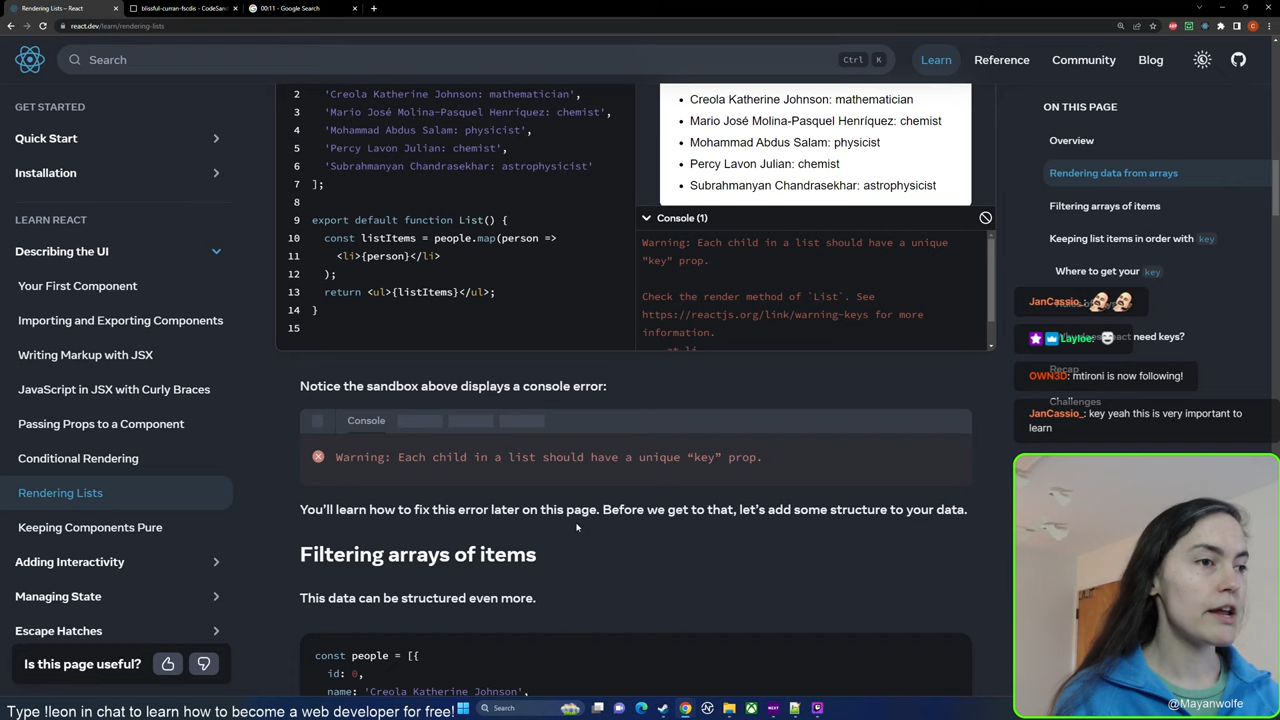 Rendering Lists – React
blissful-curran-fscdis - CodeSan
00:11 - Google Search
react.dev/learn/rendering-lists
Search
Ctrl K
Learn
Reference
Community
Blog
GET STARTED
Quick Start
Installation
LEARN REACT
Describing the UI
Your First Component
Importing and Exporting Components
Writing Markup with JSX
JavaScript in JSX with Curly Braces
Passing Props to a Component
Conditional Rendering
Rendering Lists
Keeping Components Pure
Adding Interactivity
Managing State
Escape Hatches
Is this page useful?
2 'Creola Katherine Johnson: mathematician',
3 'Mario José Molina-Pasquel Henríquez: chemist',
4 'Mohammad Abdus Salam: physicist',
5 'Percy Lavon Julian: chemist',
6 'Subrahmanyan Chandrasekhar: astrophysicist'
7 ];
8
9 export default function List() {
10 const listItems = people.map(person =>
11 <li>{person}</li>
12 );
13 return <ul>{listItems}</ul>;
14 }
15
• Creola Katherine Johnson: mathematician
• Mario José Molina-Pasquel Henríquez: chemist
• Mohammad Abdus Salam: physicist
• Percy Lavon Julian: chemist
• Subrahmanyan Chandrasekhar: astrophysicist
Console (1)
Warning: Each child in a list should have a unique
"key" prop.
Check the render method of `List`. See
https://reactjs.org/link/warning-keys for more
information.
at li
Notice the sandbox above displays a console error:
Console
Warning: Each child in a list should have a unique “key” prop.
You’ll learn how to fix this error later on this page. Before we get to that, let’s add some structure to your data.
Filtering arrays of items
This data can be structured even more.
const people = [{
id: 0,
name: 'Creola Katherine Johnson',
ON THIS PAGE
Overview
Rendering data from arrays
Filtering arrays of items
Keeping list items in order with key
Where to get your key
JanCassio_:
need keys?
Layloe:
Recap
OWN3D: mtironi is now following!
Challenges
JanCassio_: key yeah this is very important to
learn
@Mayanwolfe
Type !leon in chat to learn how to become a web developer for free!
Search